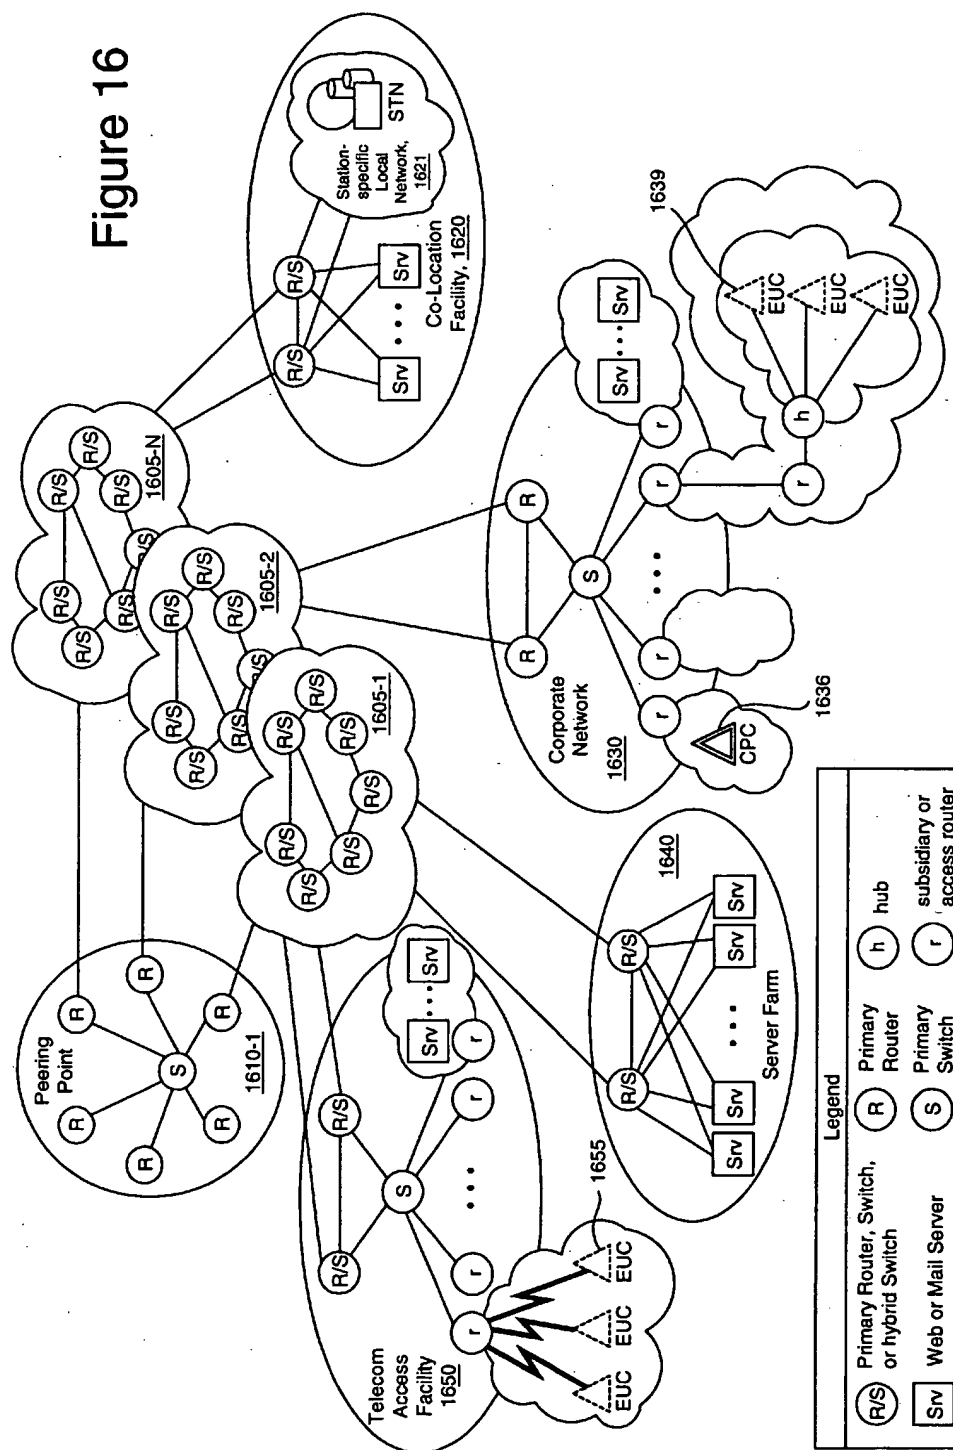 Figure 16
Peering
Point
R
R
R
R
R
R
S
1610-1
R/S
R/S
R/S
R/S
R/S
R/S
R/S
R/S
1605-N
R/S
R/S
R/S
R/S
R/S
R/S
R/S
R/S
1605-2
R/S
R/S
R/S
R/S
R/S
R/S
R/S
R/S
1605-1
R/S
R/S
Station-
specific
Local
Network,
1621
STN
Srv
• • •
Srv
Co-Location
Facility, 1620
Telecom
Access
Facility
1650
R/S
R/S
S
Srv
• • • •
Srv
r
r
• • •
r
r
EUC
EUC
EUC
1655
R/S
R/S
1640
Server Farm
Srv
Srv
• • • •
Srv
Srv
Corporate
Network
1630
R
R
S
Srv
• • •
Srv
r
r
• • •
r
r
CPC
1636
r
h
EUC
EUC
EUC
1639
Legend
R/S
Primary Router, Switch,
or hybrid Switch
R
Primary
Router
h
hub
Srv
Web or Mail Server
S
Primary
Switch
r
subsidiary or
access router